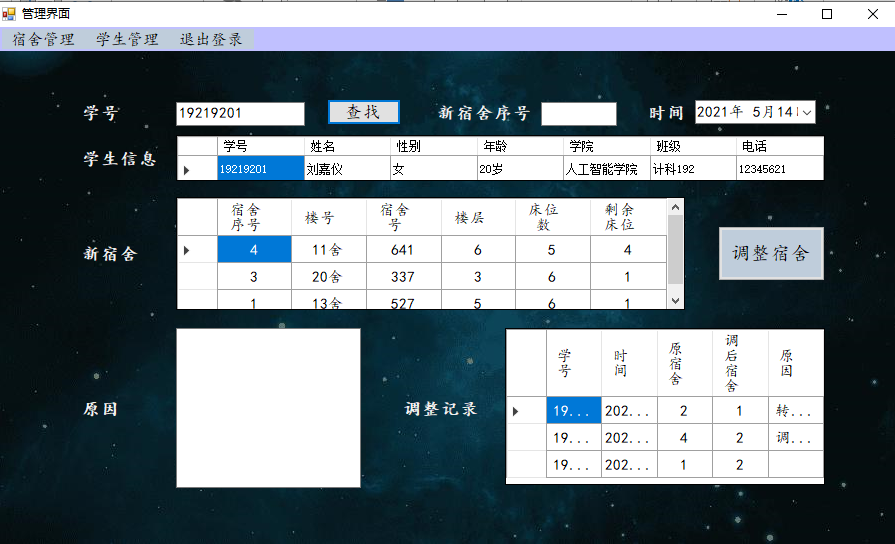 管理界面
宿舍管理 学生管理 退出登录
学号 19219201 查找 新宿舍序号 时间 2021年 5月14
学生信息
学号 姓名 性别 年龄 学院 班级 电话
19219201 刘嘉仪 女 20岁 人工智能学院 计科192 12345621
新宿舍
宿舍序号 楼号 宿舍号 楼层 床位数 剩余床位
4 11舍 641 6 5 4
3 20舍 337 3 6 1
1 13舍 527 5 6 1
调整宿舍
原因
调整记录
学号 时间 原宿舍 调后宿舍 原因
19... 202... 2 1 转...
19... 202... 4 2 调...
19... 202... 1 2